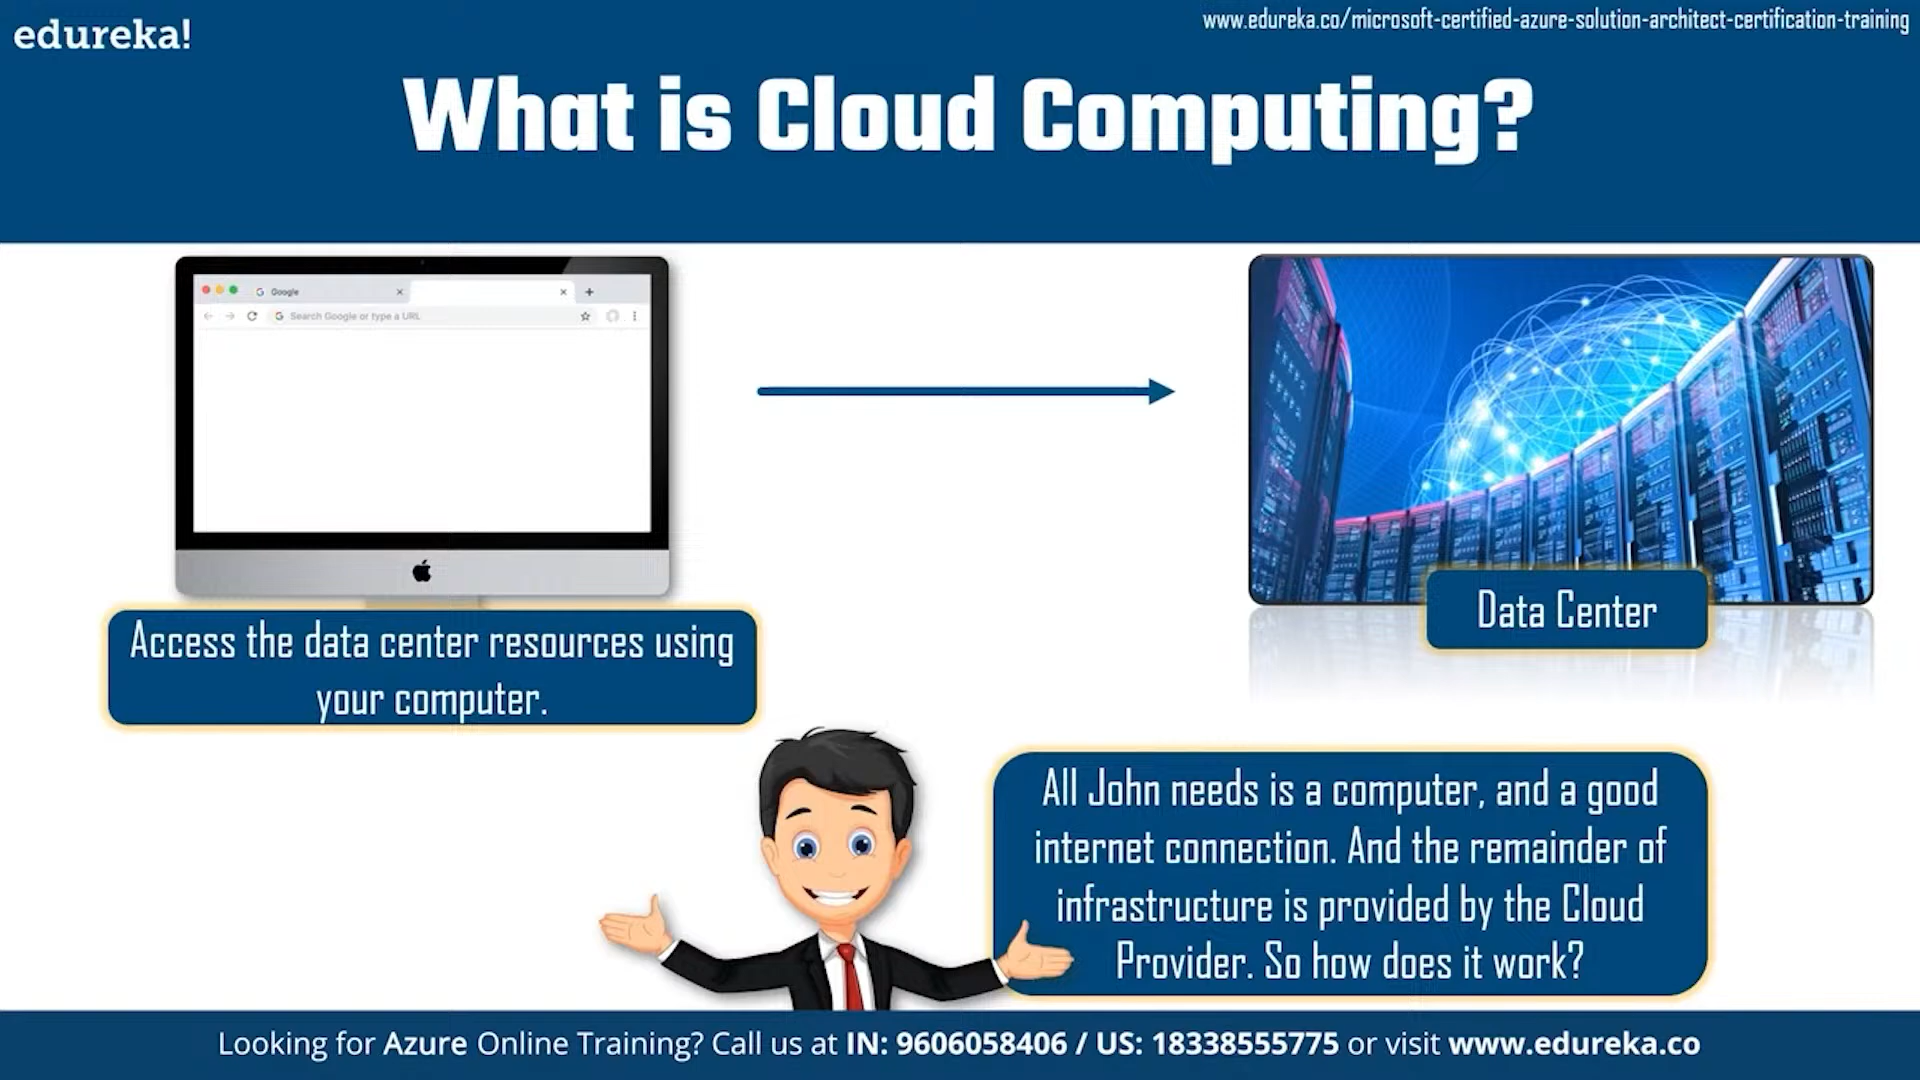 www.edureka.co/microsoft-certified-azure-solution-architect-certification-training
edureka!
What is Cloud Computing?
Google
Search Google or type a URL
Data Center
Access the data center resources using
your computer.
All John needs is a computer, and a good
internet connection. And the remainder of
infrastructure is provided by the Cloud
Provider. So how does it work?
Looking for Azure Online Training? Call us at IN: 9606058406 / US: 18338555775 or visit www.edureka.co